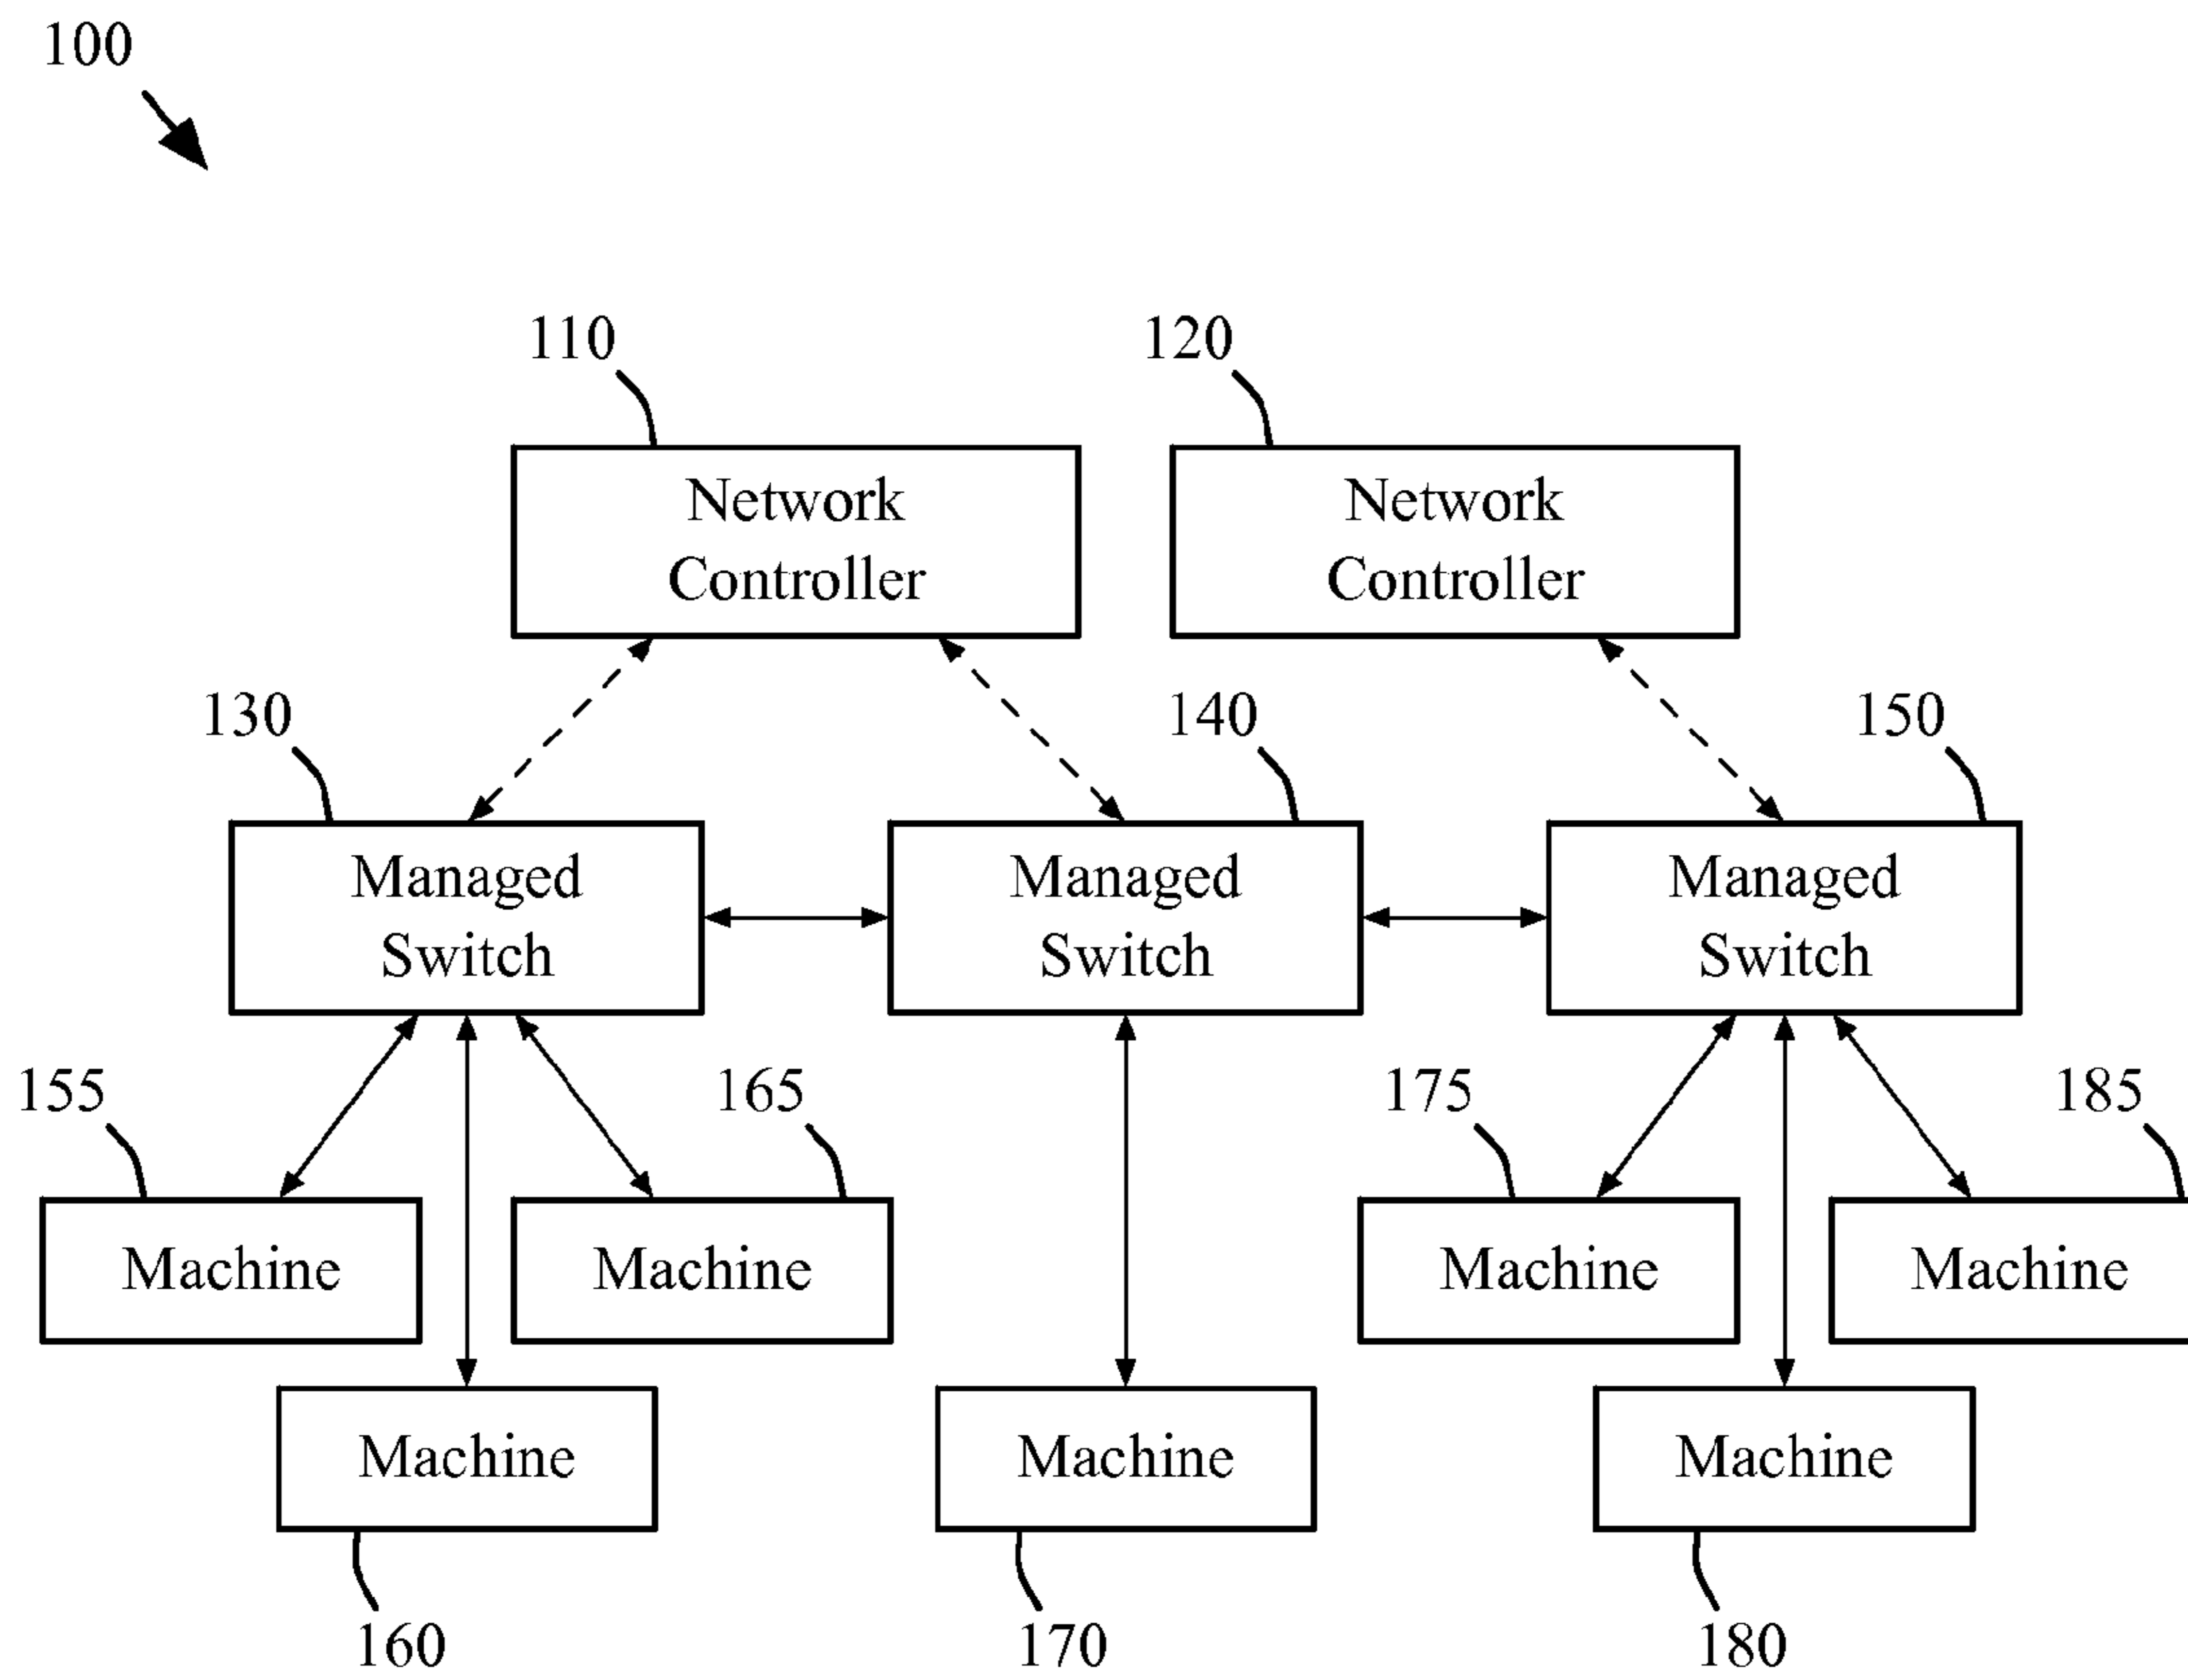 100
110
120
Network
Controller
Network
Controller
130
140
150
Managed
Switch
Managed
Switch
Managed
Switch
155
165
175
185
Machine
Machine
Machine
Machine
Machine
Machine
Machine
160
170
180